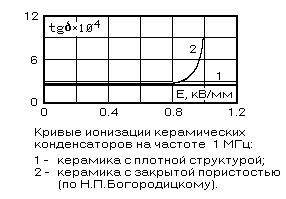 12
tgδ×10⁴
2
6
1
E, кВ/мм
0
0 0.4 0.8 1.2
Кривые ионизации керамических
конденсаторов на частоте 1 МГц:
1 - керамика с плотной структурой;
2 - керамика с закрытой пористостью
(по Н.П.Богородицкому).